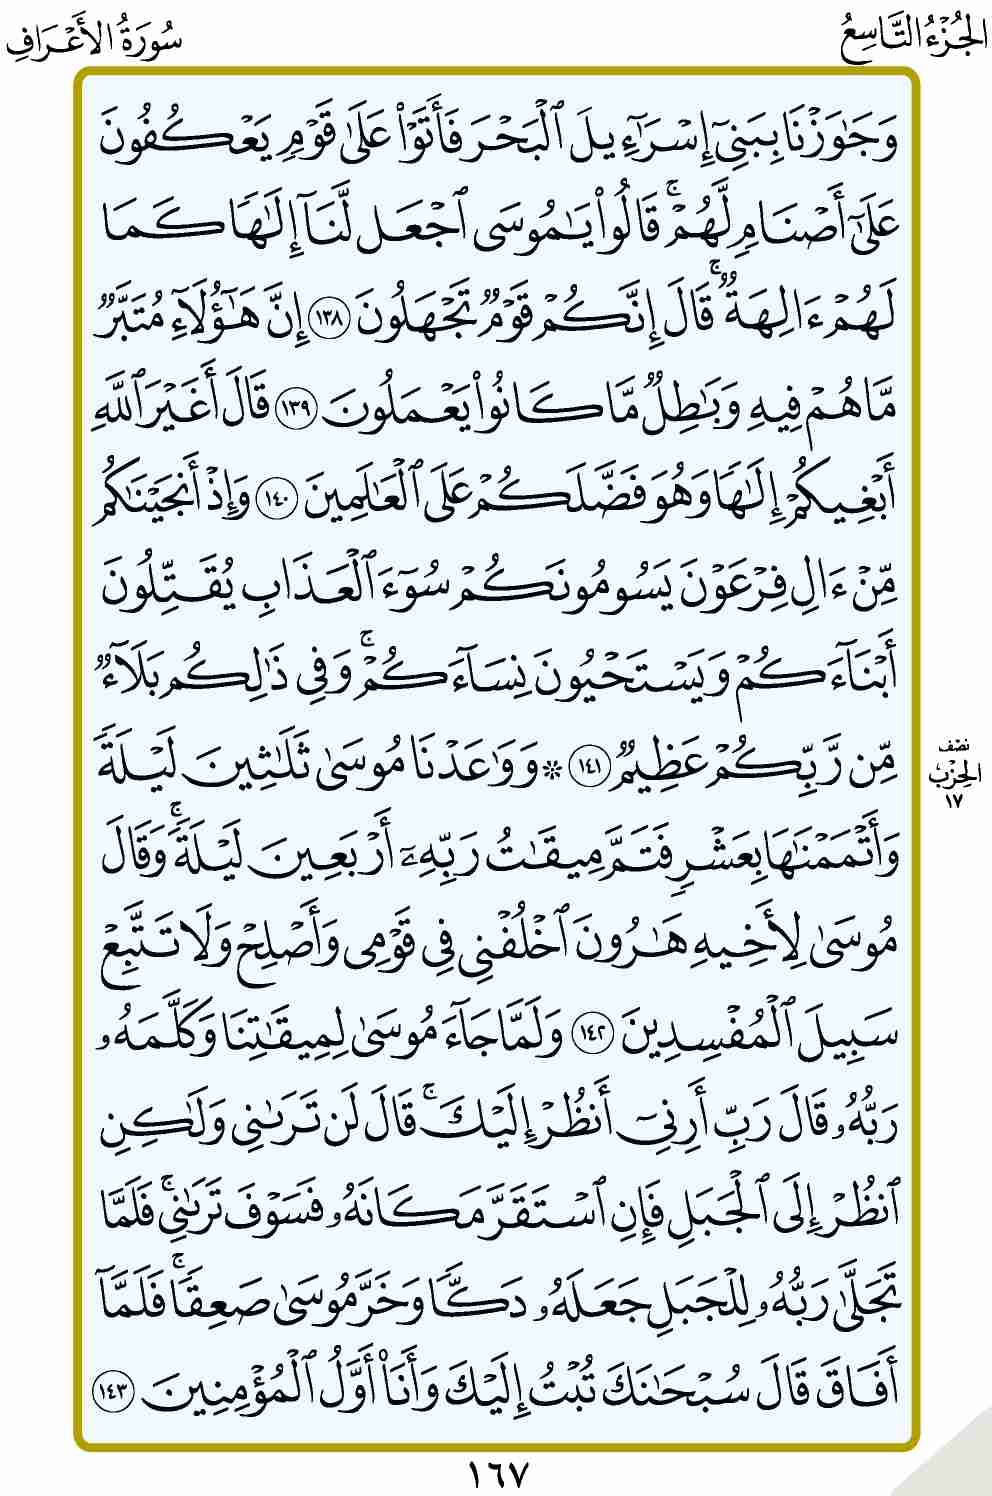 الجُزْءُ التَّاسِعُ
سُورَةُ الأَعْرَافِ
وَجَٰوَزْنَا بِبَنِىٓ إِسْرَٰٓءِيلَ ٱلْبَحْرَ فَأَتَوْا۟ عَلَىٰ قَوْمٍ يَعْكُفُونَ
عَلَىٰٓ أَصْنَامٍ لَّهُمْ ۚ قَالُوا۟ يَٰمُوسَى ٱجْعَل لَّنَآ إِلَٰهًا كَمَا
لَهُمْ ءَالِهَةٌ ۚ قَالَ إِنَّكُمْ قَوْمٌ تَجْهَلُونَ ١٣٨ إِنَّ هَٰٓؤُلَآءِ مُتَبَّرٌ
مَّا هُمْ فِيهِ وَبَٰطِلٌ مَّا كَانُوا۟ يَعْمَلُونَ ١٣٩ قَالَ أَغَيْرَ ٱللَّهِ
أَبْغِيكُمْ إِلَٰهًا وَهُوَ فَضَّلَكُمْ عَلَى ٱلْعَٰلَمِينَ ١٤٠ وَإِذْ أَنجَيْنَٰكُم
مِّنْ ءَالِ فِرْعَوْنَ يَسُومُونَكُمْ سُوٓءَ ٱلْعَذَابِ يُقَتِّلُونَ
أَبْنَآءَكُمْ وَيَسْتَحْيُونَ نِسَآءَكُمْ ۚ وَفِى ذَٰلِكُم بَلَآءٌ
مِّن رَّبِّكُمْ عَظِيمٌ ١٤١ ۞ وَوَٰعَدْنَا مُوسَىٰ ثَلَٰثِينَ لَيْلَةً
وَأَتْمَمْنَٰهَا بِعَشْرٍ فَتَمَّ مِيقَٰتُ رَبِّهِۦٓ أَرْبَعِينَ لَيْلَةً ۚ وَقَالَ
مُوسَىٰ لِأَخِيهِ هَٰرُونَ ٱخْلُفْنِى فِى قَوْمِى وَأَصْلِحْ وَلَا تَتَّبِعْ
سَبِيلَ ٱلْمُفْسِدِينَ ١٤٢ وَلَمَّا جَآءَ مُوسَىٰ لِمِيقَٰتِنَا وَكَلَّمَهُۥ
رَبُّهُۥ قَالَ رَبِّ أَرِنِىٓ أَنظُرْ إِلَيْكَ ۚ قَالَ لَن تَرَىٰنِى وَلَٰكِنِ
ٱنظُرْ إِلَى ٱلْجَبَلِ فَإِنِ ٱسْتَقَرَّ مَكَانَهُۥ فَسَوْفَ تَرَىٰنِى ۚ فَلَمَّا
تَجَلَّىٰ رَبُّهُۥ لِلْجَبَلِ جَعَلَهُۥ دَكًّا وَخَرَّ مُوسَىٰ صَعِقًا ۚ فَلَمَّآ
أَفَاقَ قَالَ سُبْحَٰنَكَ تُبْتُ إِلَيْكَ وَأَنَا۠ أَوَّلُ ٱلْمُؤْمِنِينَ ١٤٣
نصف
الحِزْب
١٧
١٦٧